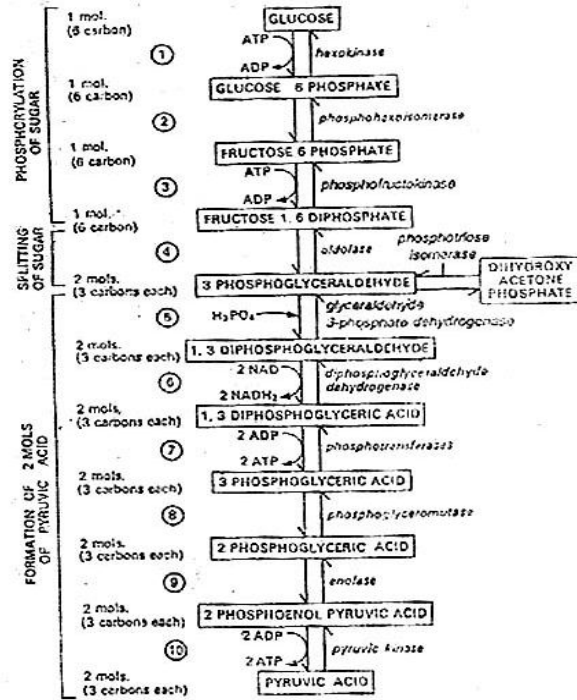 GLUCOSE
1 mol.
(6 carbon)
ATP
ADP
hexokinase
1
1 mol.
(6 carbon)
GLUCOSE 6 PHOSPHATE
2
phosphohexoisomerase
1 mol.
(6 carbon)
FRUCTOSE 6 PHOSPHATE
ATP
ADP
phosphofructokinase
3
1 mol.
(6 carbon)
FRUCTOSE 1, 6 DIPHOSPHATE
PHOSPHORYLATION
OF SUGAR
4
aldolase
phosphotriose
isomerase
SPLITTING
OF SUGAR
2 mols.
(3 carbons each)
3 PHOSPHOGLYCERALDEHYDE
DIHYDROXY
ACETONE
PHOSPHATE
5
H₃PO₄
glyceraldehyde
3-phosphate dehydrogenase
2 mols.
(3 carbons each)
1, 3 DIPHOSPHOGLYCERALDEHYDE
6
2 NAD
2 NADH₂
diphosphoglyceraldehyde
dehydrogenase
2 mols.
(3 carbons each)
1, 3 DIPHOSPHOGLYCERIC ACID
7
2 ADP
2 ATP
phosphotransferases
2 mols.
(3 carbons each)
3 PHOSPHOGLYCERIC ACID
8
phosphoglyceromutase
2 mols.
(3 carbons each)
2 PHOSPHOGLYCERIC ACID
9
enolase
2 mols.
(3 carbons each)
2 PHOSPHOENOL PYRUVIC ACID
10
2 ADP
2 ATP
pyruvic kinase
2 mols.
(3 carbons each)
PYRUVIC ACID
FORMATION OF 2 MOLS
OF PYRUVIC ACID